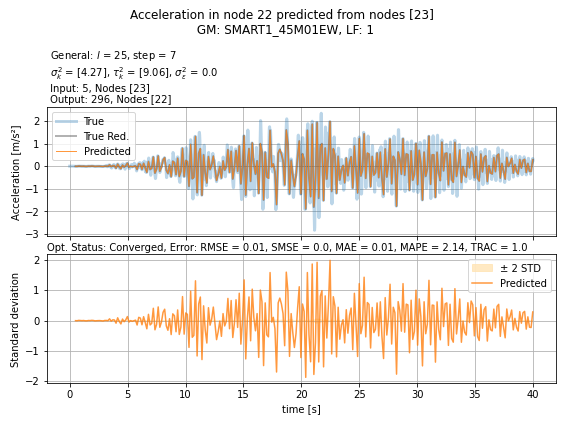 Acceleration in node 22 predicted from nodes [23]
GM: SMART1_45M01EW, LF: 1
General: l = 25, step = 7
σ²ₖ = [4.27], τ²ₖ = [9.06], σ²_ε = 0.0
Input: 5, Nodes [23]
Output: 296, Nodes [22]
Acceleration [m/s²]
2
1
0
−1
−2
−3
True
True Red.
Predicted
Opt. Status: Converged, Error: RMSE = 0.01, SMSE = 0.0, MAE = 0.01, MAPE = 2.14, TRAC = 1.0
Standard deviation
2
1
0
−1
−2
± 2 STD
Predicted
0 5 10 15 20 25 30 35 40
time [s]